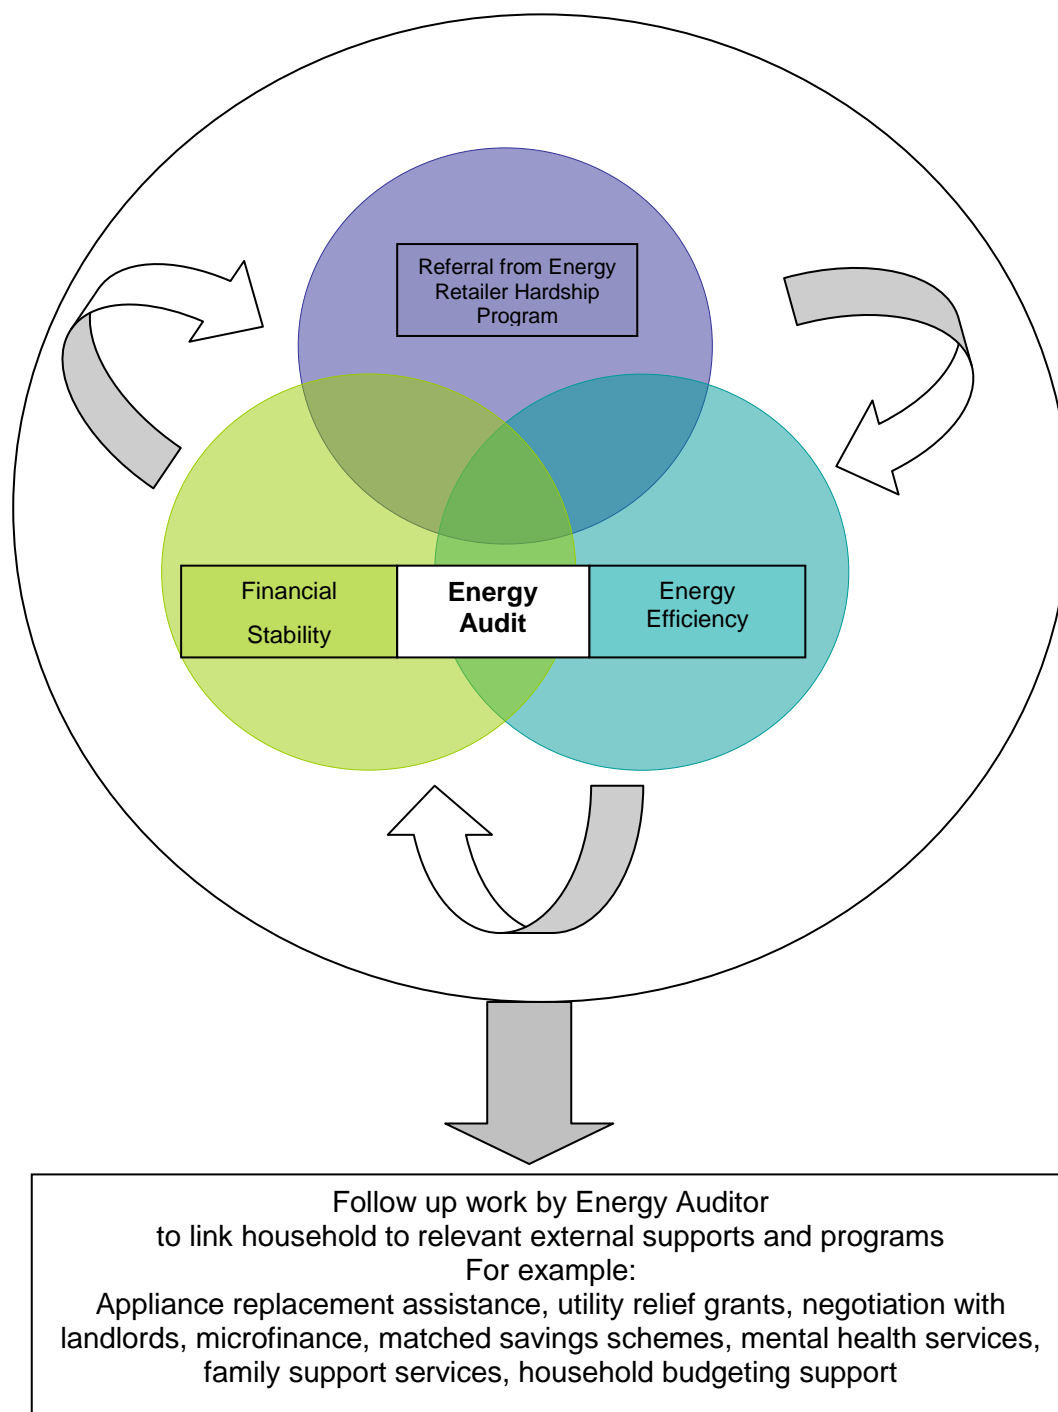 Referral from Energy
Retailer Hardship
Program
Financial
Stability
Energy
Audit
Energy
Efficiency
Follow up work by Energy Auditor
to link household to relevant external supports and programs
For example:
Appliance replacement assistance, utility relief grants, negotiation with
landlords, microfinance, matched savings schemes, mental health services,
family support services, household budgeting support